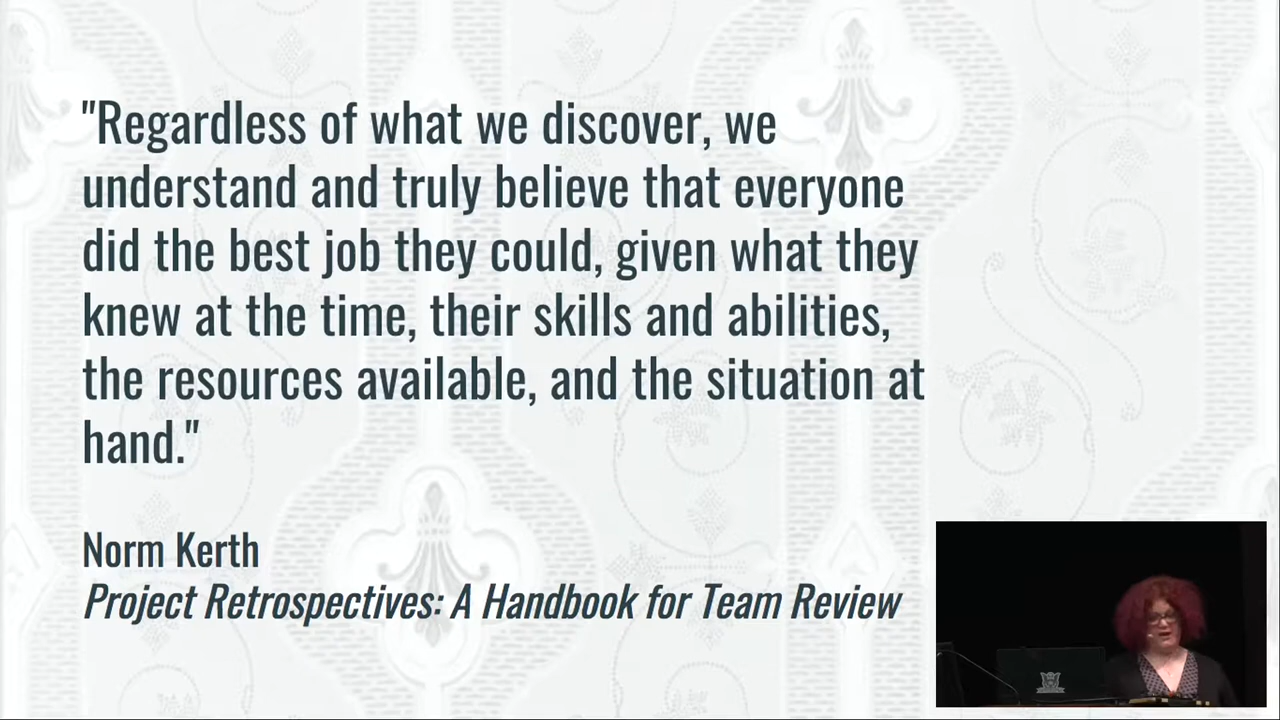 "Regardless of what we discover, we
understand and truly believe that everyone
did the best job they could, given what they
knew at the time, their skills and abilities,
the resources available, and the situation at
hand."
Norm Kerth
Project Retrospectives: A Handbook for Team Review